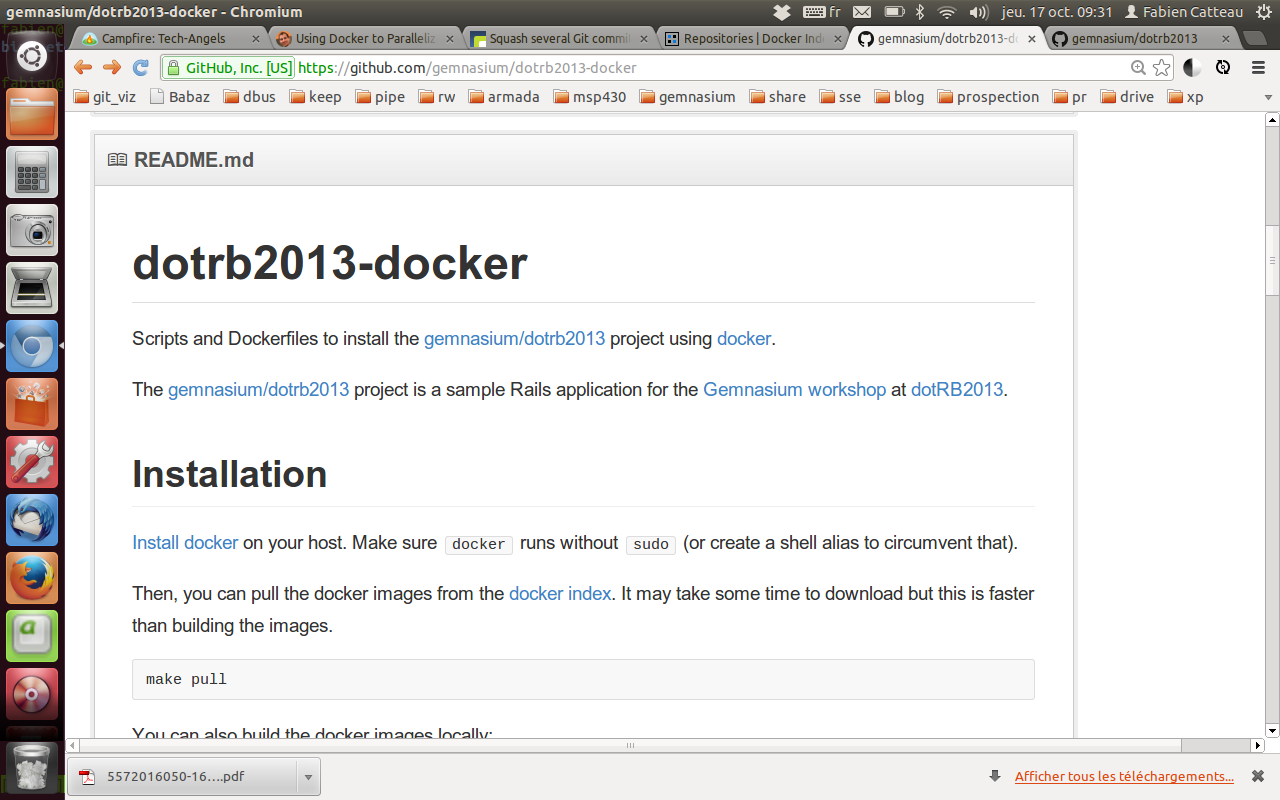 gemnasium/dotrb2013-docker - Chromium
fr
jeu. 17 oct. 09:31
Fabien Catteau
Campfire: Tech-Angels
Using Docker to Paralleliz
Squash several Git commi
Repositories | Docker Ind
gemnasium/dotrb2013-d
gemnasium/dotrb2013
GitHub, Inc. [US]
https://github.com/gemnasium/dotrb2013-docker
git_viz
Babaz
dbus
keep
pipe
rw
armada
msp430
gemnasium
share
sse
blog
prospection
pr
drive
xp
README.md
dotrb2013-docker
Scripts and Dockerfiles to install the gemnasium/dotrb2013 project using docker.
The gemnasium/dotrb2013 project is a sample Rails application for the Gemnasium workshop at dotRB2013.
Installation
Install docker on your host. Make sure docker runs without sudo (or create a shell alias to circumvent that).
Then, you can pull the docker images from the docker index. It may take some time to download but this is faster
than building the images.
make pull
You can also build the docker images locally:
5572016050-16....pdf
Afficher tous les téléchargements...